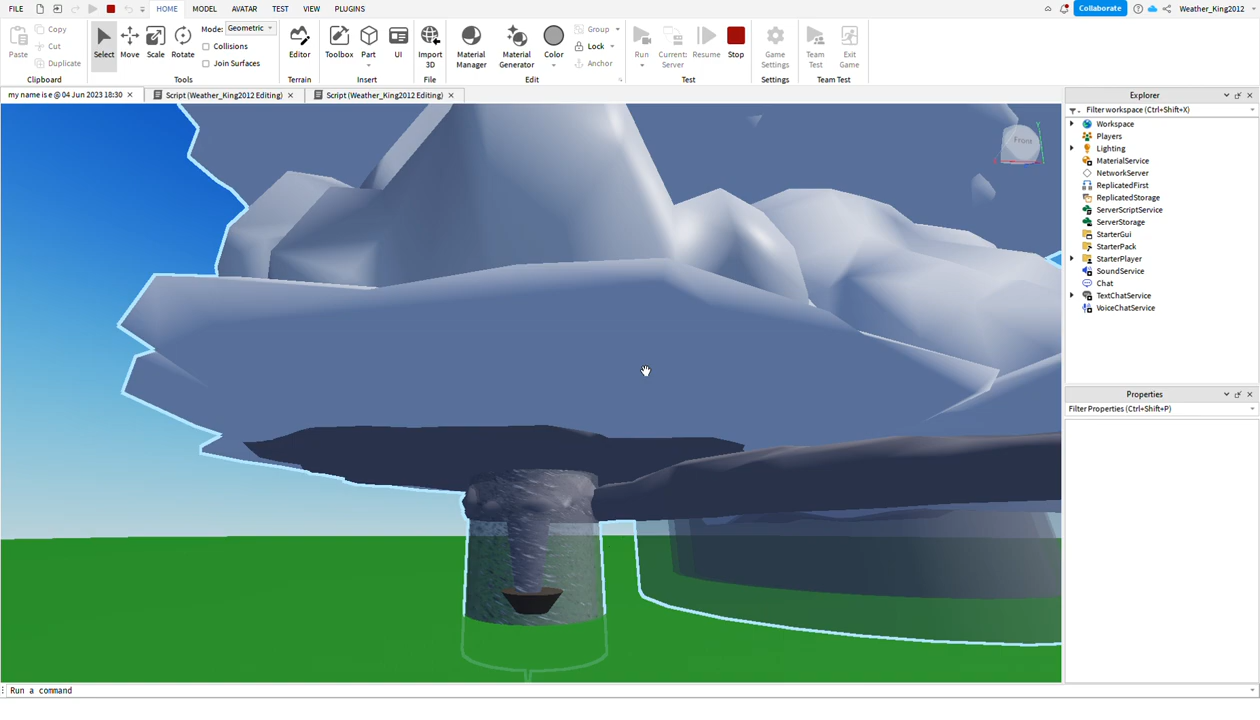 FILE HOME MODEL AVATAR TEST VIEW PLUGINS Collaborate Weather_King2012
Paste Copy Cut Duplicate Select Move Scale Rotate Mode: Geometric Collisions Join Surfaces Editor Toolbox Part UI Import 3D Material Manager Material Generator Color Group Lock Anchor Run Current: Server Resume Stop Game Settings Team Test Exit Game
Clipboard Tools Terrain Insert File Edit Test Settings Team Test
my name is e @ 04 Jun 2023 18:30 Script (Weather_King2012 Editing) Script (Weather_King2012 Editing) Explorer
Filter workspace (Ctrl+Shift+X)
Workspace
Players
Front
Lighting
MaterialService
NetworkServer
ReplicatedFirst
ReplicatedStorage
ServerScriptService
ServerStorage
StarterGui
StarterPack
StarterPlayer
SoundService
Chat
TextChatService
VoiceChatService
Properties
Filter Properties (Ctrl+Shift+P)
Run a command